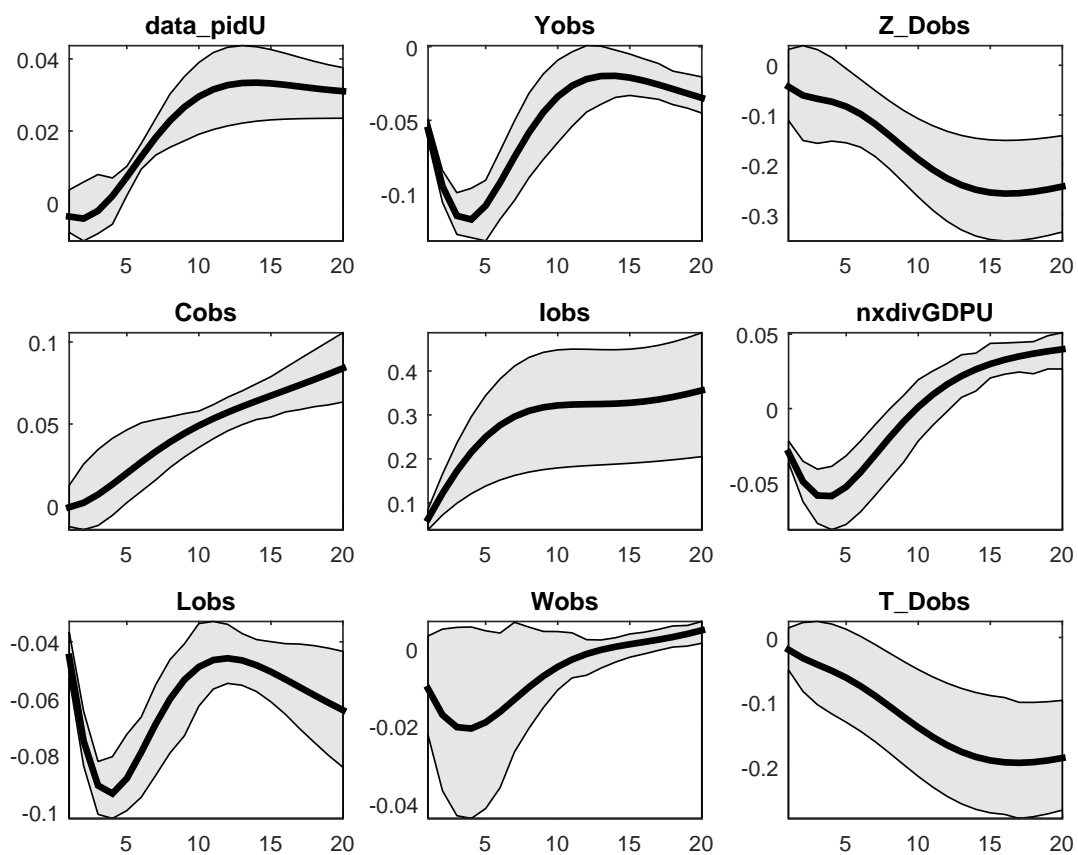 data_pidU Yobs Z_Dobs
0.04 0 0
0.02 -0.05 -0.1
0 -0.1 -0.2
-0.3
5 10 15 20 5 10 15 20 5 10 15 20
Cobs Iobs nxdivGDPU
0.1 0.4 0.05
0.05 0.3 0
0 0.2 -0.05
0.1
5 10 15 20 5 10 15 20 5 10 15 20
Lobs Wobs T_Dobs
-0.04 0 0
-0.06 -0.02 -0.1
-0.08 -0.04 -0.2
-0.1
5 10 15 20 5 10 15 20 5 10 15 20